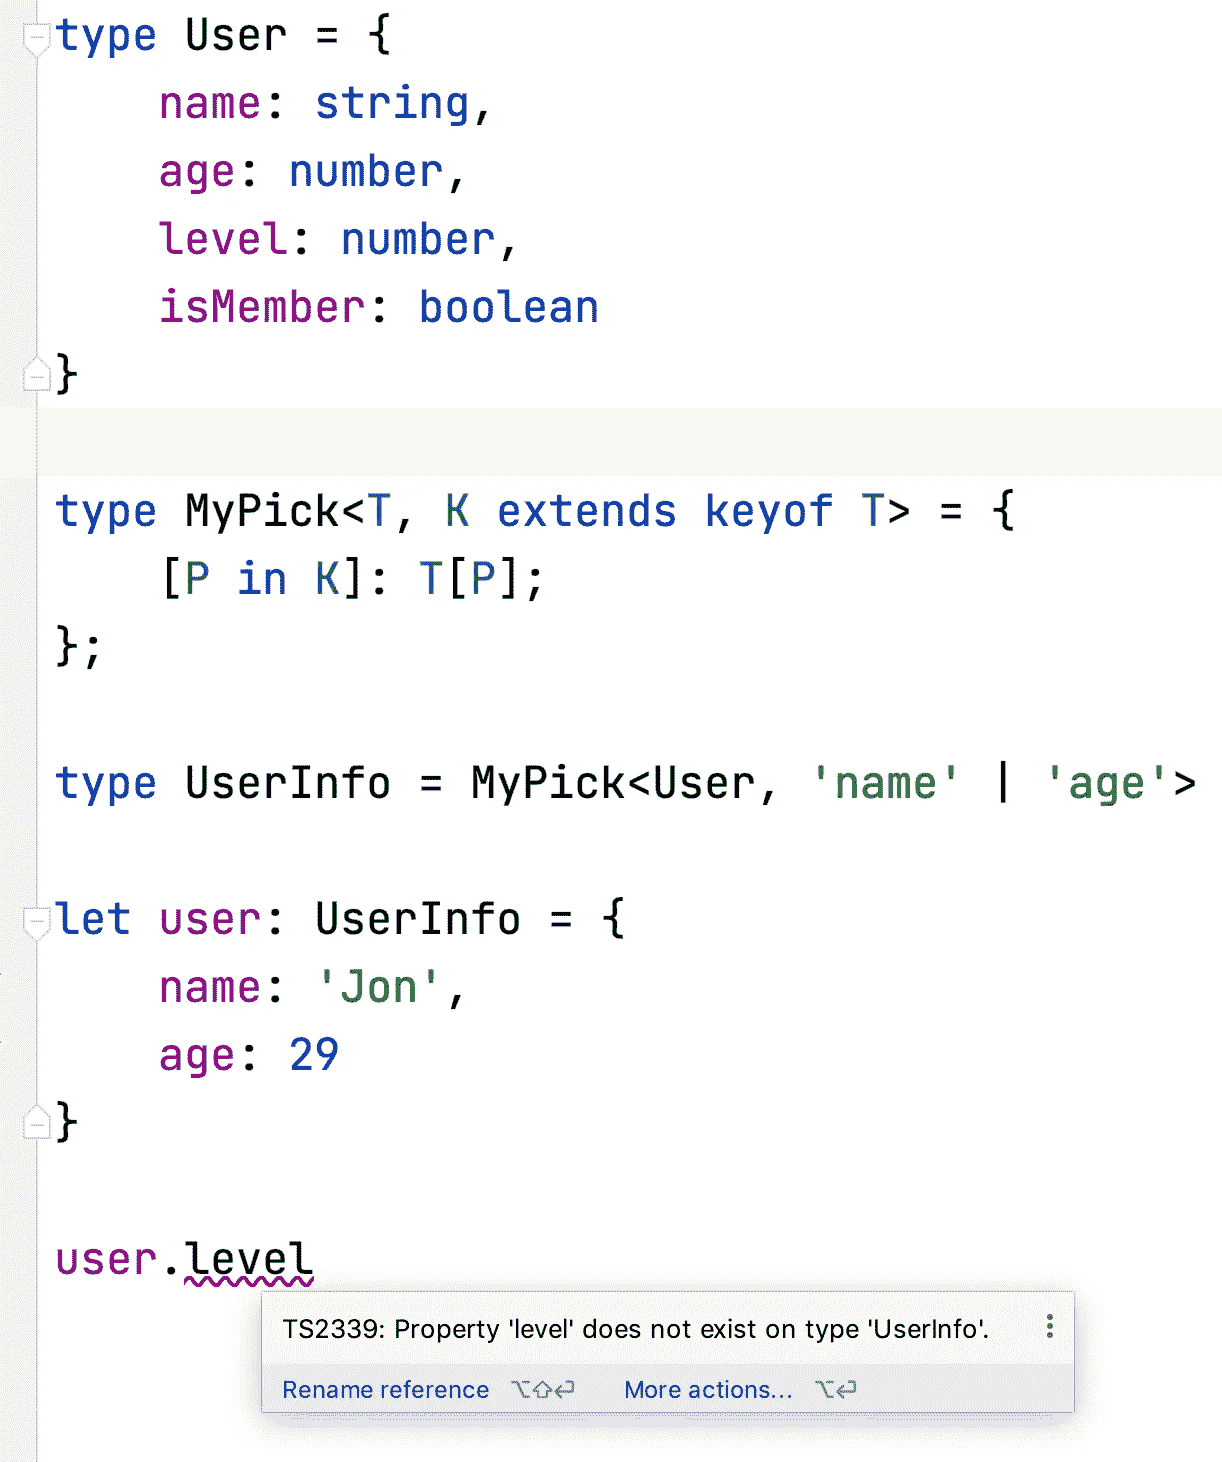 type User = {
    name: string,
    age: number,
    level: number,
    isMember: boolean
}
type MyPick<T, K extends keyof T> = {
    [P in K]: T[P];
};
type UserInfo = MyPick<User, 'name' | 'age'>
let user: UserInfo = {
    name: 'Jon',
    age: 29
}
user.level
TS2339: Property 'level' does not exist on type 'UserInfo'.
Rename reference ⌥⇧⏎ More actions... ⌥⏎